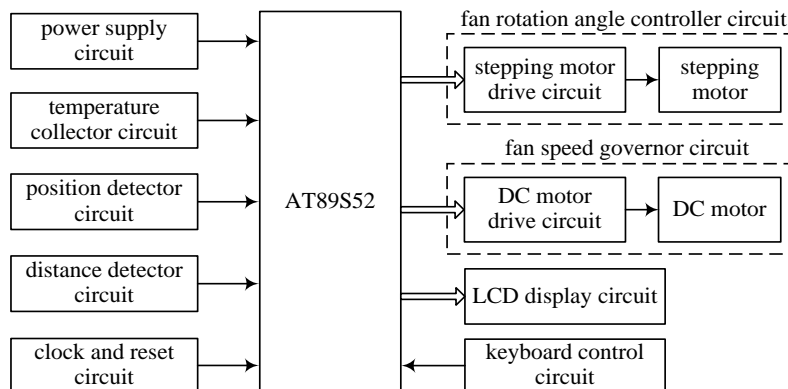 power supply
circuit
temperature
collector circuit
position detector
circuit
distance detector
circuit
clock and reset
circuit
AT89S52
fan rotation angle controller circuit
stepping motor
drive circuit
stepping
motor
fan speed governor circuit
DC motor
drive circuit
DC motor
LCD display circuit
keyboard control
circuit